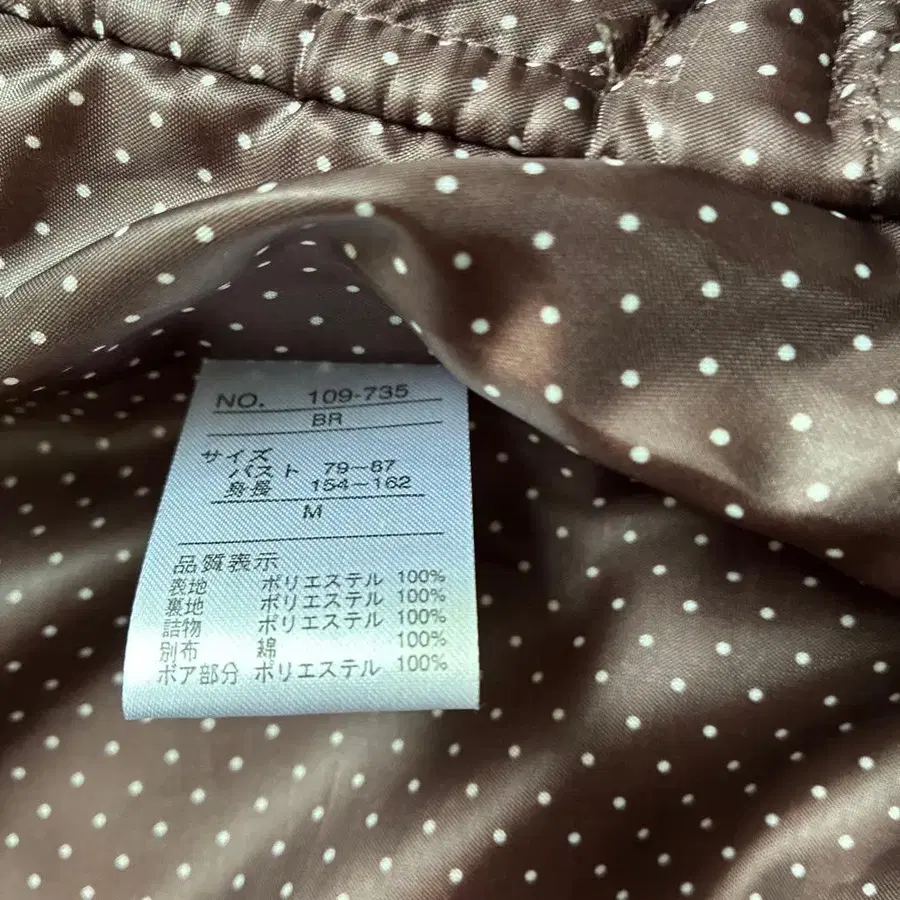 NO. 109-735
BR
サイズ
バスト 79~87
身長 154~162
M
品質表示
表地 ポリエステル 100%
裏地 ポリエステル 100%
詰物 ポリエステル 100%
別布 綿 100%
ボア部分 ポリエステル 100%